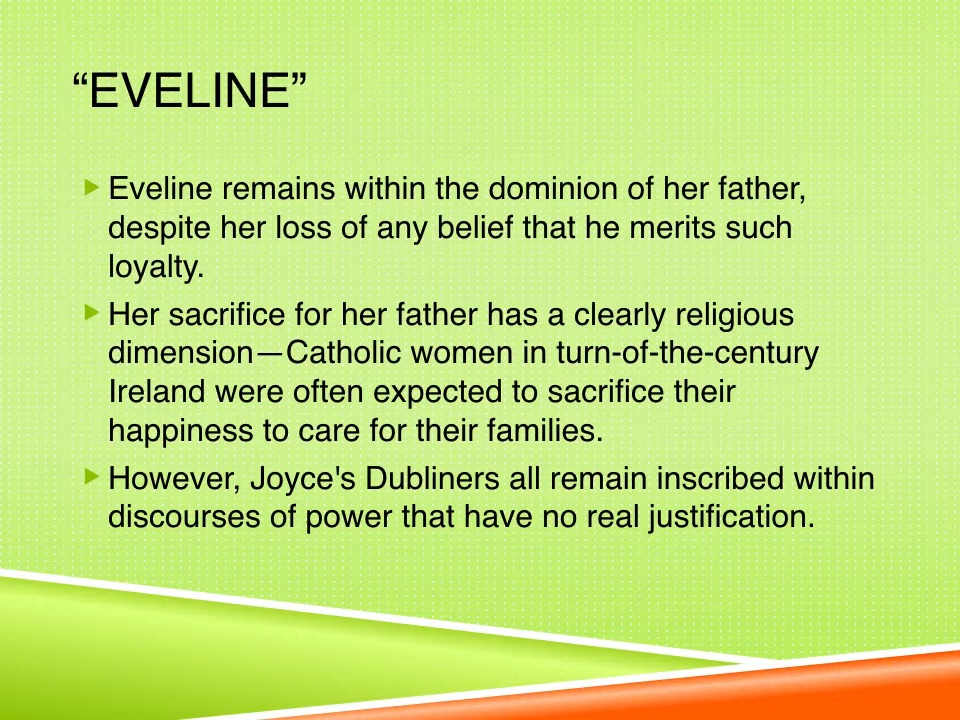 “EVELINE”
Eveline remains within the dominion of her father,
despite her loss of any belief that he merits such
loyalty.
Her sacrifice for her father has a clearly religious
dimension—Catholic women in turn-of-the-century
Ireland were often expected to sacrifice their
happiness to care for their families.
However, Joyce's Dubliners all remain inscribed within
discourses of power that have no real justification.